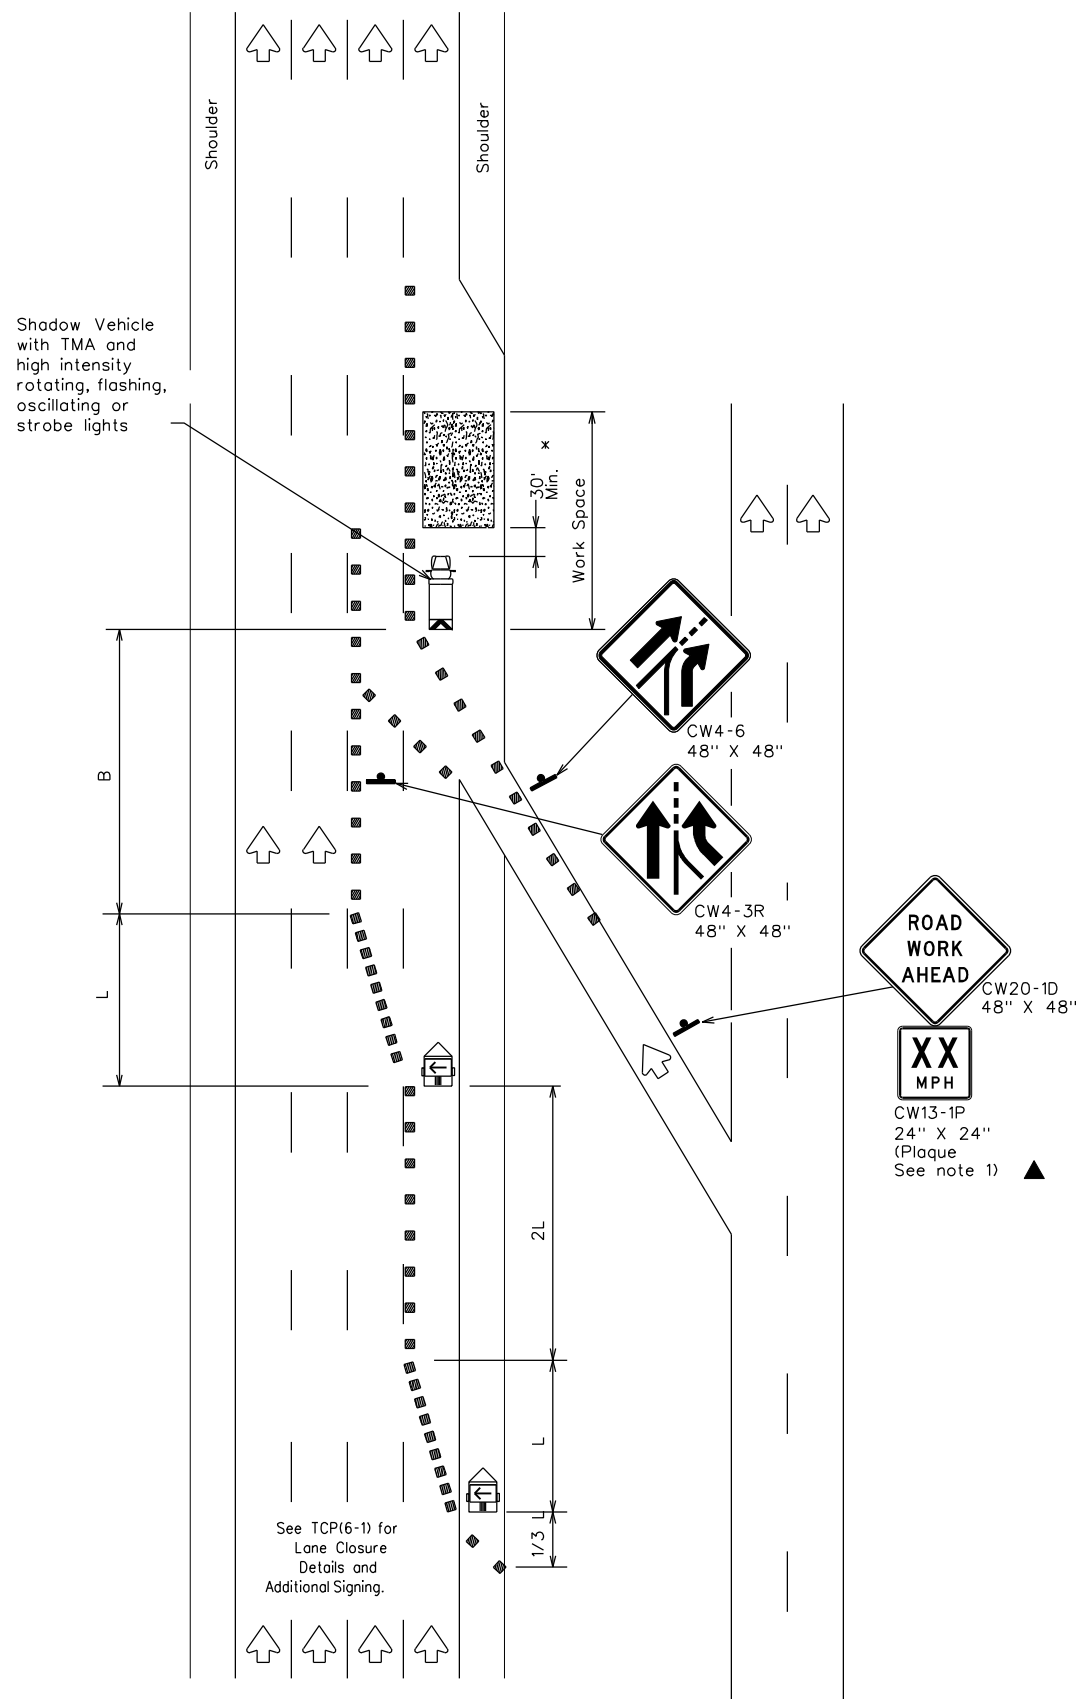 Shoulder
Shoulder
Shadow Vehicle
with TMA and
high intensity
rotating, flashing,
oscillating or
strobe lights
*
30'
Min.
Work Space
CW4-6
48" X 48"
B
CW4-3R
48" X 48"
ROAD
WORK
AHEAD
CW20-1D
48" X 48"
XX
MPH
CW13-1P
24" X 24"
(Plaque
See note 1)
L
2L
L
1/3 L
See TCP(6-1) for
Lane Closure
Details and
Additional Signing.